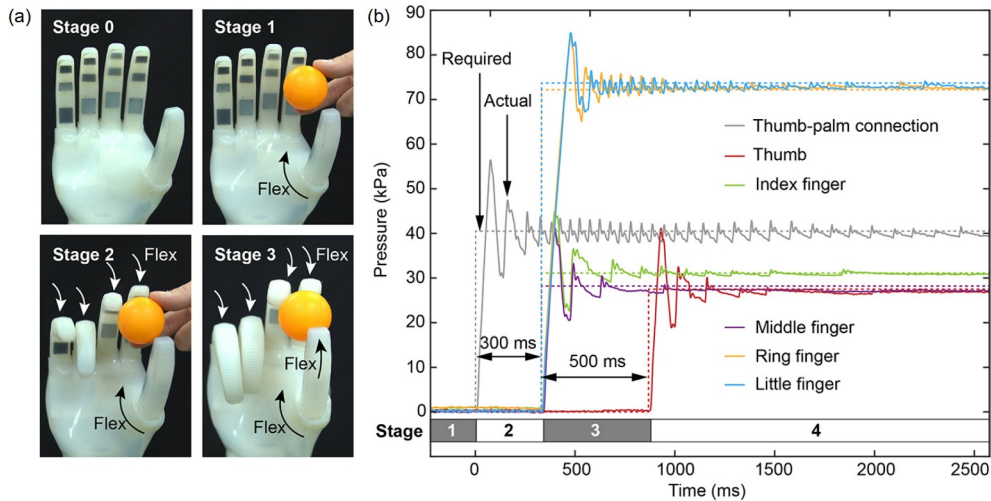 (a)
Stage 0
Stage 1
Flex
Stage 2
Flex
Flex
Stage 3
Flex
Flex
Flex
(b)
Pressure (kPa)
90
80
70
60
50
40
30
20
10
0
Required
Actual
Thumb-palm connection
Thumb
Index finger
300 ms
500 ms
Middle finger
Ring finger
Little finger
Stage 1 2 3 4
0 500 1000 1500 2000 2500
Time (ms)